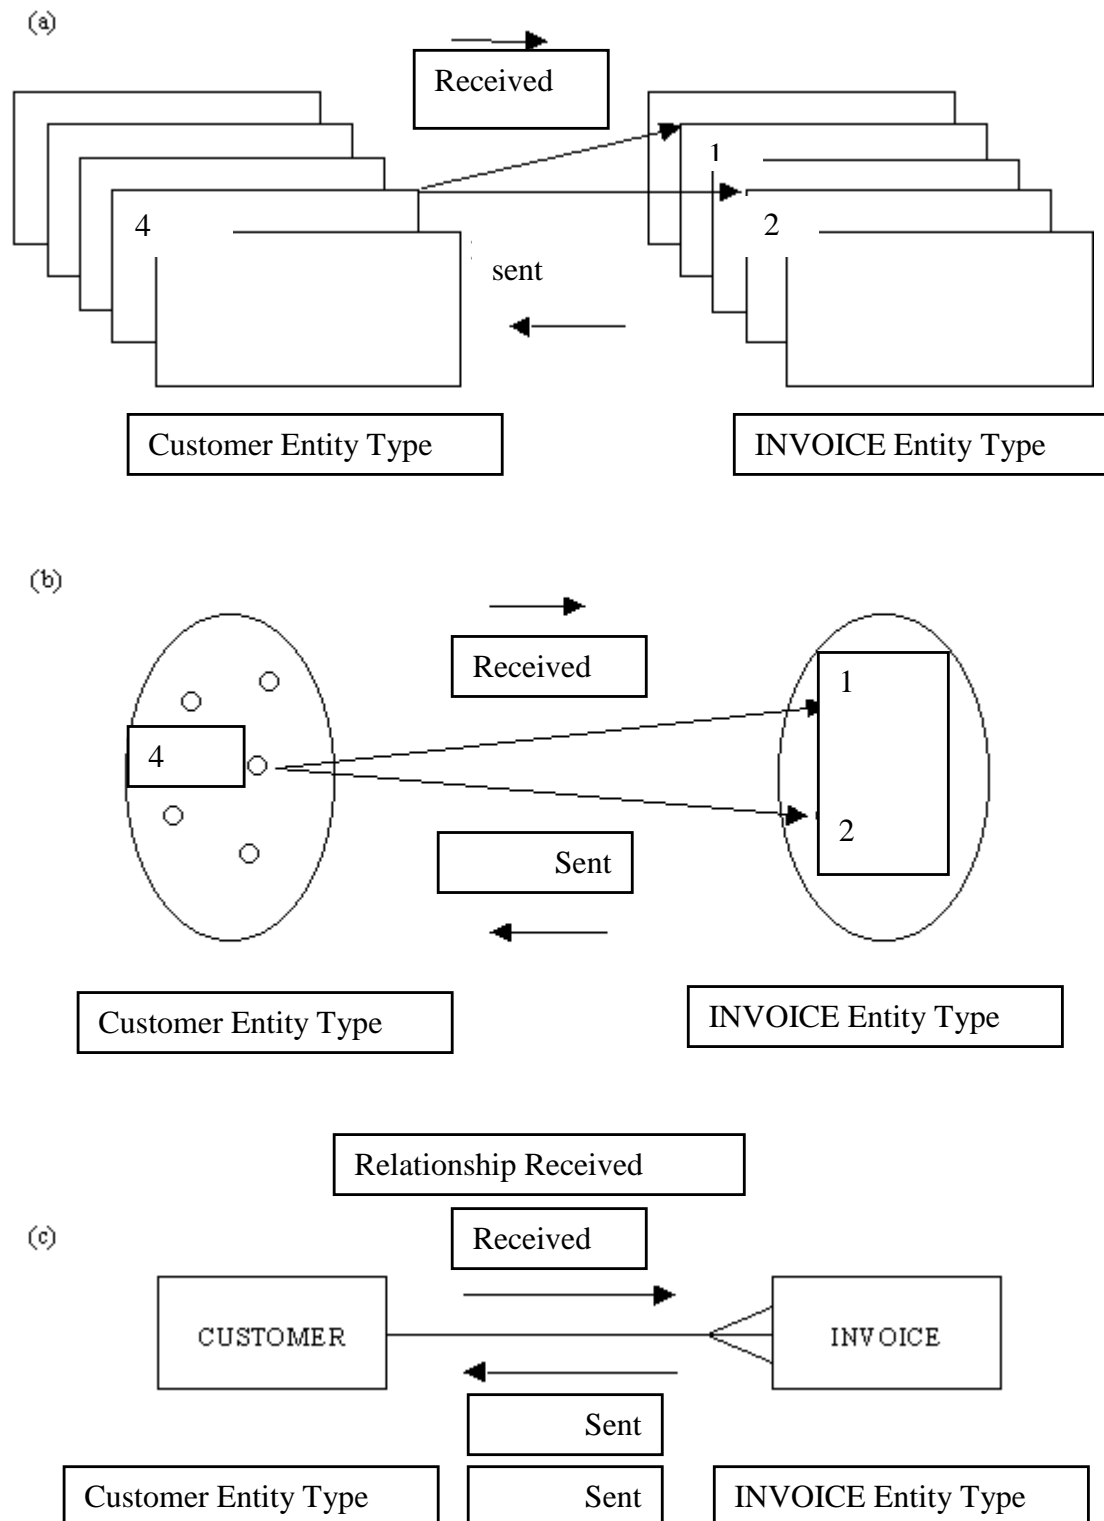 (a)
Received
1
4
2
sent
Customer Entity Type
INVOICE Entity Type
(b)
Received
1
4
2
Sent
Customer Entity Type
INVOICE Entity Type
Relationship Received
Received
(c)
CUSTOMER
INVOICE
Sent
Customer Entity Type
Sent
INVOICE Entity Type